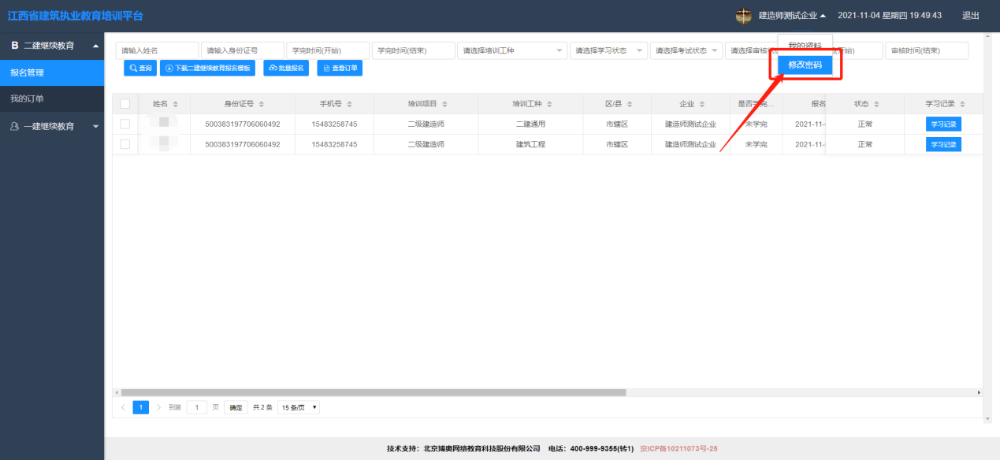 江西省建筑执业教育培训平台
建造师测试企业 2021-11-04 星期四 19:49:43 退出
B 二建继续教育
报名管理
我的订单
一建继续教育
我的资料
修改密码
请输入姓名 请输入身份证号 学完时间(开始) 学完时间(结束) 请选择培训工种 请选择学习状态 请选择考试状态 请选择审核 开始) 审核时间(结束)
查询 下载二建继续教育报名模板 批量报名 查看订单
姓名 身份证号 手机号 培训项目 培训工种 区/县 企业 是否学完... 报名 状态 学习记录
500383197706060492 15483258745 二级建造师 二建通用 市辖区 建造师测试企业 未学完 2021-11- 正常 学习记录
500383197706060492 15483258745 二级建造师 建筑工程 市辖区 建造师测试企业 未学完 2021-11- 正常 学习记录
1 到第 1 页 确定 共 2 条 15 条/页
技术支持：北京博奥网络教育科技股份有限公司 电话：400-999-9355(转1) 京ICP备10211073号-25